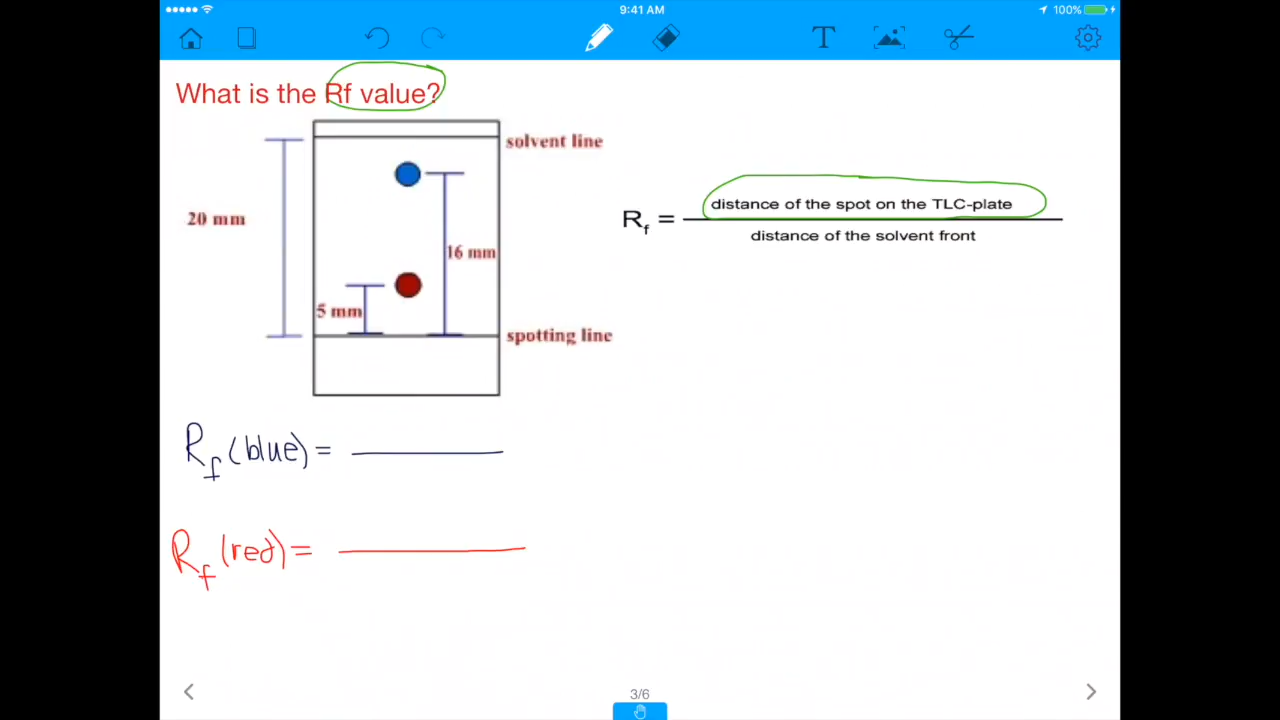 9:41 AM
100%
T
What is the Rf value?
solvent line
20 mm
distance of the spot on the TLC-plate
Rf =
distance of the solvent front
16 mm
5 mm
spotting line
Rf (blue) =
Rf (red) =
3/6